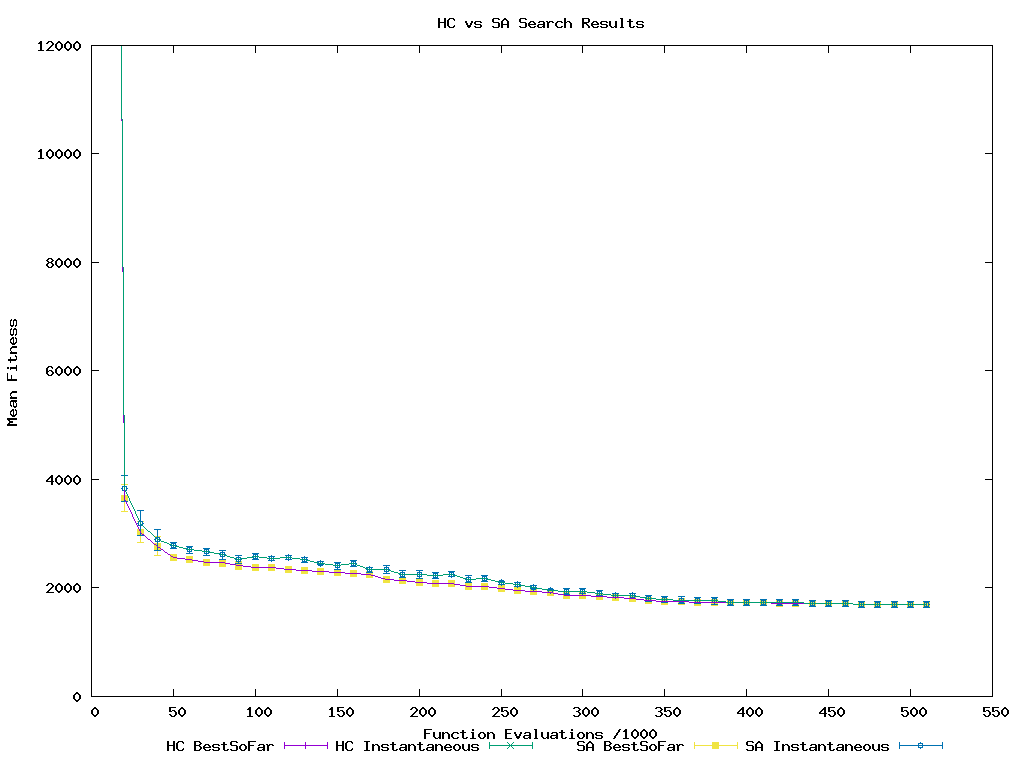 HC vs SA Search Results
12000
10000
8000
6000
4000
2000
0
Mean Fitness
0 50 100 150 200 250 300 350 400 450 500 550
Function Evaluations /1000
HC BestSoFar HC Instantaneous SA BestSoFar SA Instantaneous